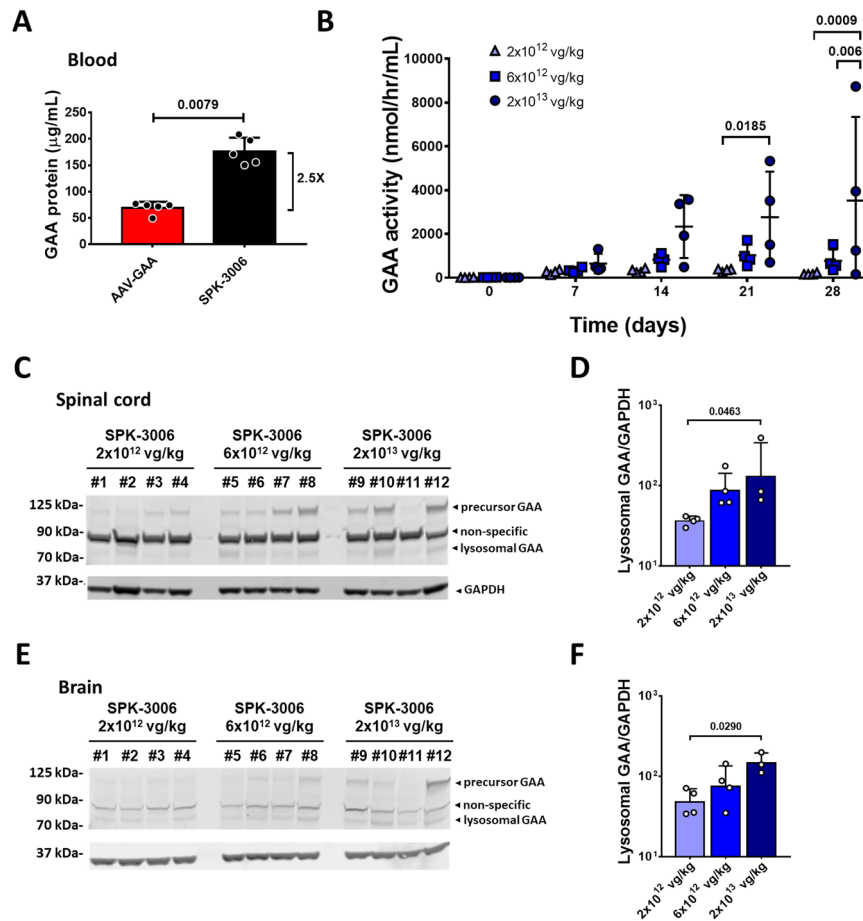 A
Blood
0.0079
GAA protein (µg/mL)
250
200
150
100
50
0
2.5X
AAV-GAA
SPK-3006
B
2x10¹² vg/kg
6x10¹² vg/kg
2x10¹³ vg/kg
0.0009
0.006
0.0185
GAA activity (nmol/hr/mL)
10000
8000
6000
4000
2000
0
0 7 14 21 28
Time (days)
C
Spinal cord
SPK-3006 SPK-3006 SPK-3006
2x10¹² vg/kg 6x10¹² vg/kg 2x10¹³ vg/kg
#1 #2 #3 #4 #5 #6 #7 #8 #9 #10 #11 #12
125 kDa- precursor GAA
90 kDa- non-specific
70 kDa- lysosomal GAA
37 kDa- GAPDH
D
0.0463
Lysosomal GAA/GAPDH
10³
10²
10¹
2x10¹² vg/kg
6x10¹² vg/kg
2x10¹³ vg/kg
E
Brain
SPK-3006 SPK-3006 SPK-3006
2x10¹² vg/kg 6x10¹² vg/kg 2x10¹³ vg/kg
#1 #2 #3 #4 #5 #6 #7 #8 #9 #10 #11 #12
125 kDa- precursor GAA
90 kDa- non-specific
70 kDa- lysosomal GAA
37 kDa-
F
0.0290
Lysosomal GAA/GAPDH
10³
10²
10¹
2x10¹² vg/kg
6x10¹² vg/kg
2x10¹³ vg/kg